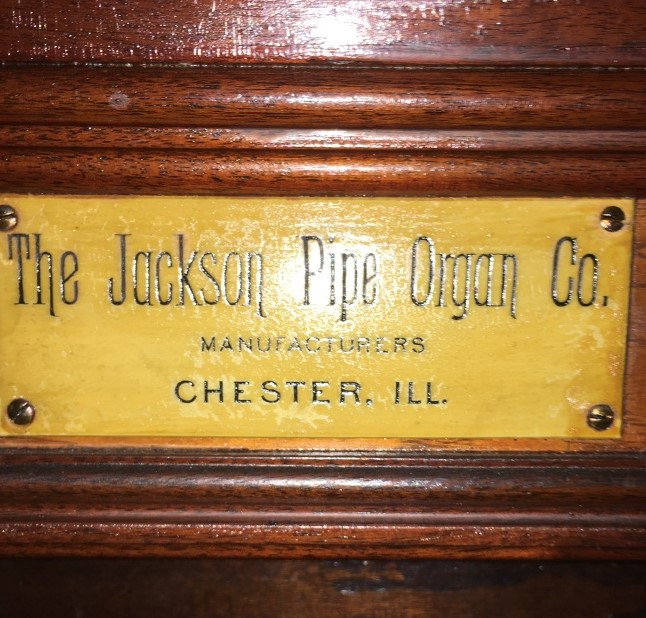 The Jackson Pipe Organ Co.
MANUFACTURERS
CHESTER, ILL.